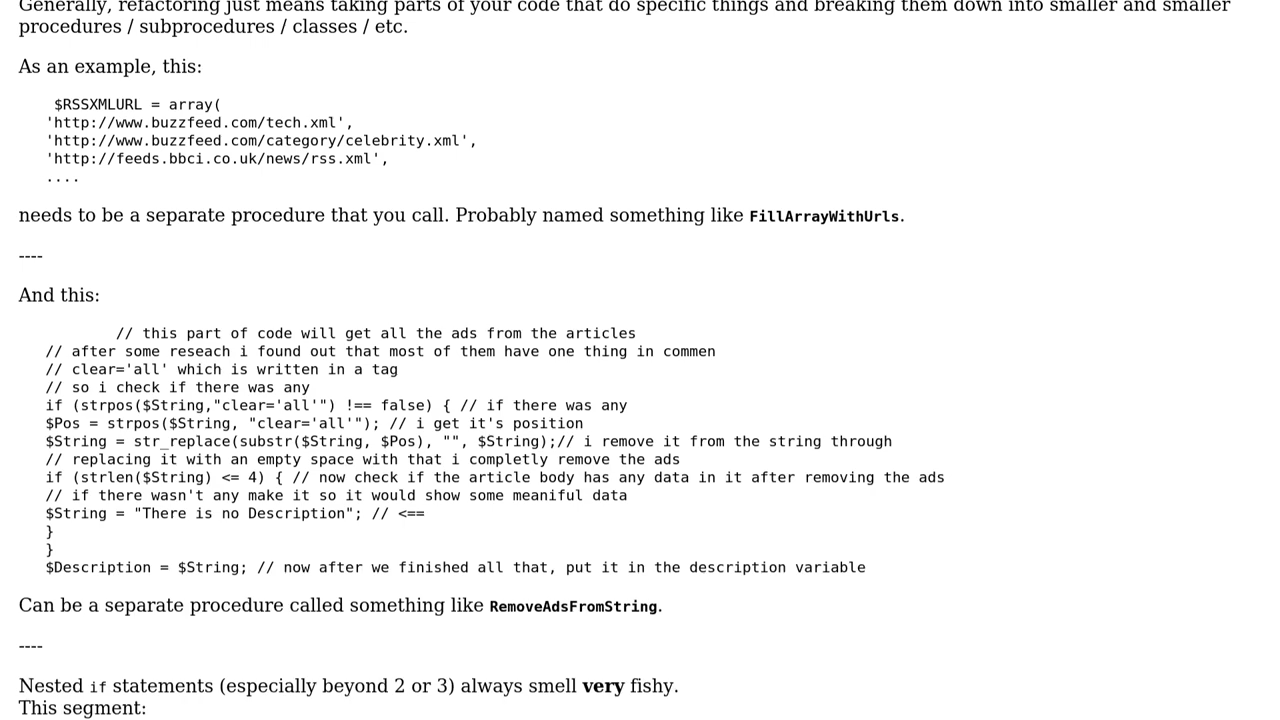 Generally, refactoring just means taking parts of your code that do specific things and breaking them down into smaller and smaller
procedures / subprocedures / classes / etc.
As an example, this:
$RSSXMLURL = array(
'http://www.buzzfeed.com/tech.xml',
'http://www.buzzfeed.com/category/celebrity.xml',
'http://feeds.bbci.co.uk/news/rss.xml',
....
needs to be a separate procedure that you call. Probably named something like FillArrayWithUrls.
----
And this:
// this part of code will get all the ads from the articles
// after some reseach i found out that most of them have one thing in commen
// clear='all' which is written in a tag
// so i check if there was any
if (strpos($String,"clear='all'") !== false) { // if there was any
$Pos = strpos($String, "clear='all'"); // i get it's position
$String = str_replace(substr($String, $Pos), "", $String);// i remove it from the string through
// replacing it with an empty space with that i completly remove the ads
if (strlen($String) <= 4) { // now check if the article body has any data in it after removing the ads
// if there wasn't any make it so it would show some meaniful data
$String = "There is no Description"; // <==
}
}
$Description = $String; // now after we finished all that, put it in the description variable
Can be a separate procedure called something like RemoveAdsFromString.
----
Nested if statements (especially beyond 2 or 3) always smell very fishy.
This segment: